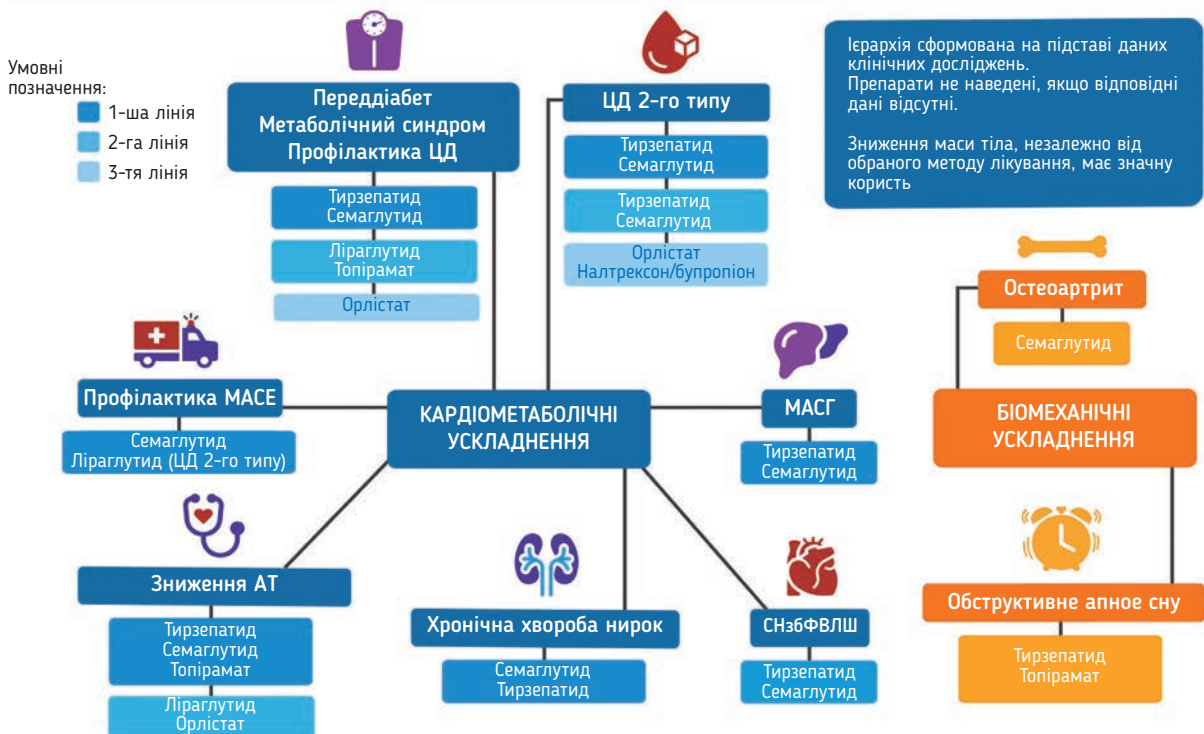 Умовні
позначення:
1-ша лінія
2-га лінія
3-тя лінія
Переддіабет
Метаболічний синдром
Профілактика ЦД
Тирзепатид
Семаглутид
Ліраглутид
Топірамат
Орлістат
ЦД 2-го типу
Тирзепатид
Семаглутид
Тирзепатид
Семаглутид
Орлістат
Налтрексон/бупропіон
Ієрархія сформована на підставі даних
клінічних досліджень.
Препарати не наведені, якщо відповідні
дані відсутні.
Зниження маси тіла, незалежно від
обраного методу лікування, має значну
користь
Остеоартрит
Семаглутид
Профілактика МАСЕ
Семаглутид
Ліраглутид (ЦД 2-го типу)
КАРДІОМЕТАБОЛІЧНІ
УСКЛАДНЕННЯ
МАСГ
Тирзепатид
Семаглутид
БІОМЕХАНІЧНІ
УСКЛАДНЕННЯ
Зниження АТ
Тирзепатид
Семаглутид
Топірамат
Ліраглутид
Орлістат
Хронічна хвороба нирок
Семаглутид
Тирзепатид
СНзбФВЛШ
Тирзепатид
Семаглутид
Обструктивне апное сну
Тирзепатид
Топірамат